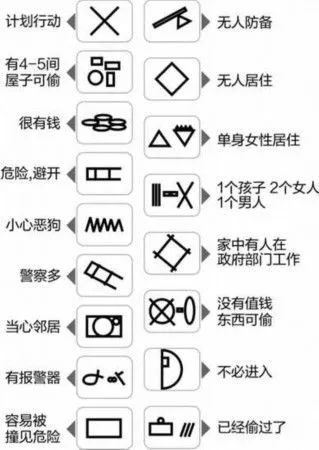 计划行动
无人防备
有4-5间
屋子可偷
无人居住
很有钱
单身女性居住
危险,避开
1个孩子 2个女人
1个男人
小心恶狗
家中有人在
政府部门工作
警察多
没有值钱
东西可偷
当心邻居
有报警器
不必进入
容易被
撞见危险
已经偷过了